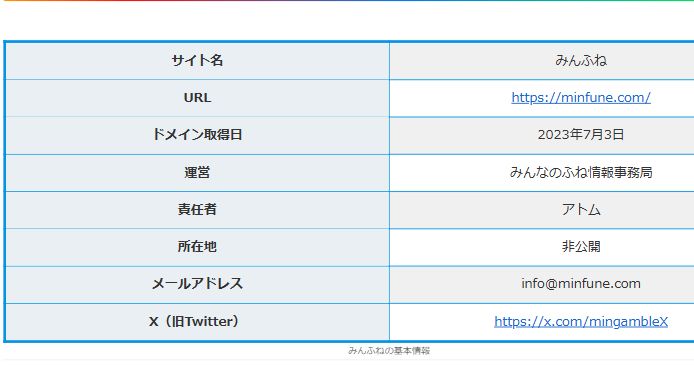 サイト名 みんふね
URL https://minfune.com/
ドメイン取得日 2023年7月3日
運営 みんなのふね情報事務局
責任者 アトム
所在地 非公開
メールアドレス info@minfune.com
X（旧Twitter） https://x.com/mingambleX
みんふねの基本情報